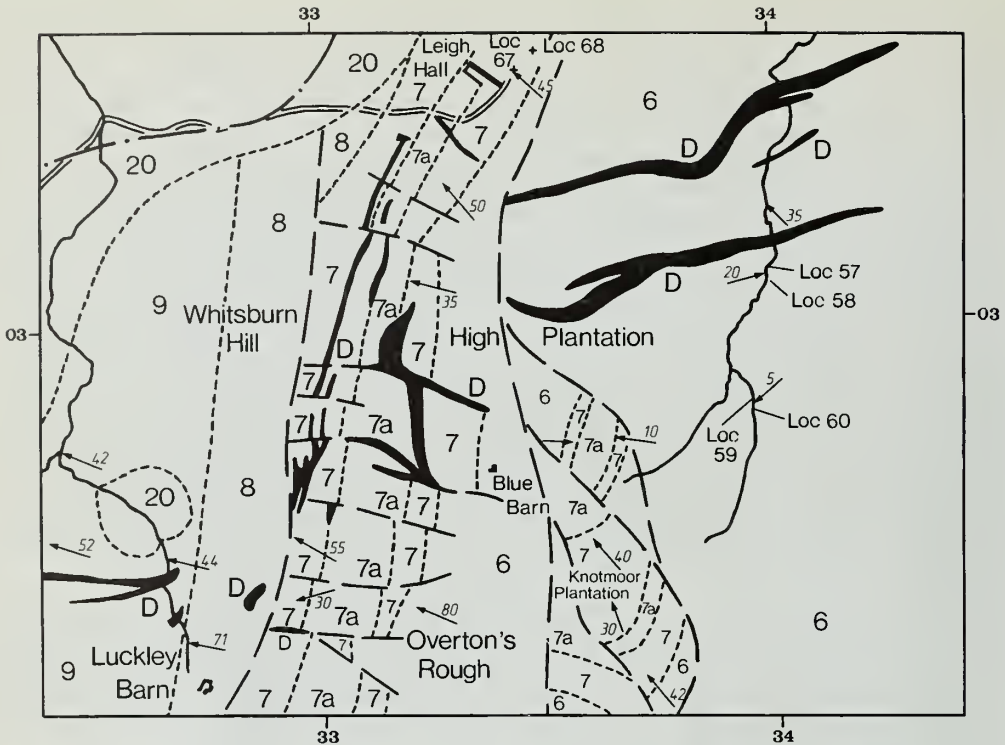 33
34
Leigh
Hall
Loc
67
Loc 68
20
7
45
6
20
8
7a
7
D
D
50
35
8
7
9
7a
35
20
Loc 57
D
Loc 58
Whitsburn
Hill
High
Plantation
03
03
7
D
7
D
6
7
5
Loc 60
7
7a
7
7a
10
7
Loc
59
42
Blue
Barn
7a
20
8
7
7a
7
52
44
55
7
7a
7
6
7
40
Knotmoor
Plantation
7a
D
D
30
7
7a
7
80
30
6
71
D
7
Overton's
Rough
7a
7
6
9
Luckley
Barn
7
7a
7
7
6
42
33
34